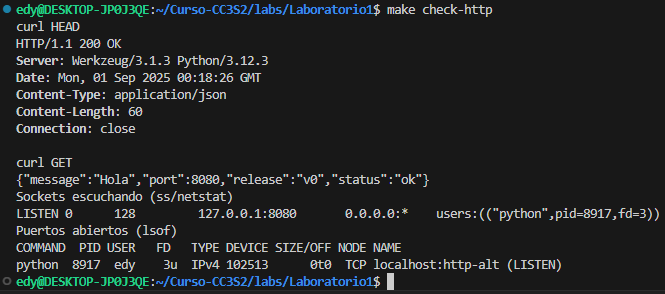 edy@DESKTOP-JP0J3QE:~/Curso-CC3S2/labs/Laboratorio1$ make check-http
curl HEAD
HTTP/1.1 200 OK
Server: Werkzeug/3.1.3 Python/3.12.3
Date: Mon, 01 Sep 2025 00:18:26 GMT
Content-Type: application/json
Content-Length: 60
Connection: close

curl GET
{"message":"Hola","port":8080,"release":"v0","status":"ok"}
Sockets escuchando (ss/netstat)
LISTEN 0      128          127.0.0.1:8080       0.0.0.0:*    users:(("python",pid=8917,fd=3))
Puertos abiertos (lsof)
COMMAND  PID USER   FD   TYPE DEVICE SIZE/OFF NODE NAME
python  8917  edy    3u  IPv4 102513      0t0  TCP localhost:http-alt (LISTEN)
edy@DESKTOP-JP0J3QE:~/Curso-CC3S2/labs/Laboratorio1$